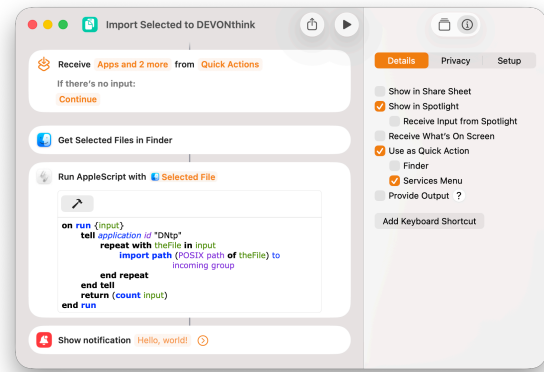 Import Selected to DEVONthink
Receive Apps and 2 more from Quick Actions
If there's no input:
Continue
Get Selected Files in Finder
Run AppleScript with Selected File
on run {input}
tell application id "DNtp"
repeat with theFile in input
import path (POSIX path of theFile) to
incoming group
end repeat
end tell
return (count input)
end run
Show notification Hello, world!
Details Privacy Setup
Show in Share Sheet
Show in Spotlight
Receive Input from Spotlight
Receive What's On Screen
Use as Quick Action
Finder
Services Menu
Provide Output ?
Add Keyboard Shortcut